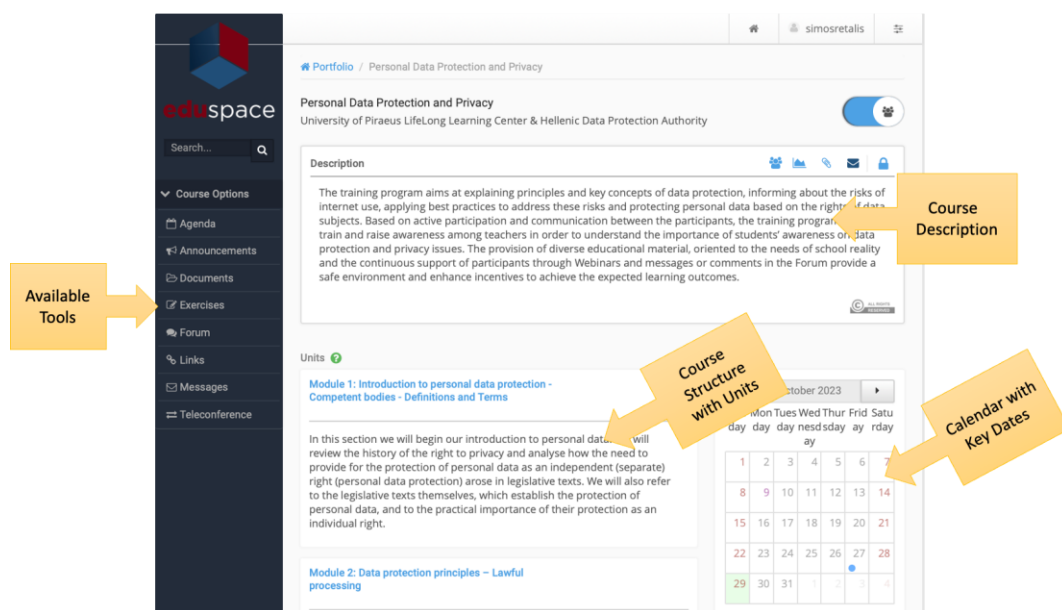 simosretalis
Portfolio / Personal Data Protection and Privacy
eduspace
Search...
Course Options
Agenda
Announcements
Documents
Exercises
Forum
Links
Messages
Teleconference
Available
Tools
Personal Data Protection and Privacy
University of Piraeus LifeLong Learning Center & Hellenic Data Protection Authority
Description
The training program aims at explaining principles and key concepts of data protection, informing about the risks of
internet use, applying best practices to address these risks and protecting personal data based on the rights of data
subjects. Based on active participation and communication between the participants, the training program
train and raise awareness among teachers in order to understand the importance of students' awareness on data
protection and privacy issues. The provision of diverse educational material, oriented to the needs of school reality
and the continuous support of participants through Webinars and messages or comments in the Forum provide a
safe environment and enhance incentives to achieve the expected learning outcomes.
ALL RIGHTS
RESERVED
Course
Description
Units
Module 1: Introduction to personal data protection -
Competent bodies - Definitions and Terms
In this section we will begin our introduction to personal data. will
review the history of the right to privacy and analyse how the need to
provide for the protection of personal data as an independent (separate)
right (personal data protection) arose in legislative texts. We will also refer
to the legislative texts themselves, which establish the protection of
personal data, and to the practical importance of their protection as an
individual right.
Module 2: Data protection principles – Lawful
processing
Course
Structure
with Units
2023
day Mon Tues Wed Thur Frid Satu
day day nesd sday ay rday
ay
1 2 3 4 5 6 7
8 9 10 11 12 13 14
15 16 17 18 19 20 21
22 23 24 25 26 27 28
29 30 31 1 2 3 4
Calendar with
Key Dates